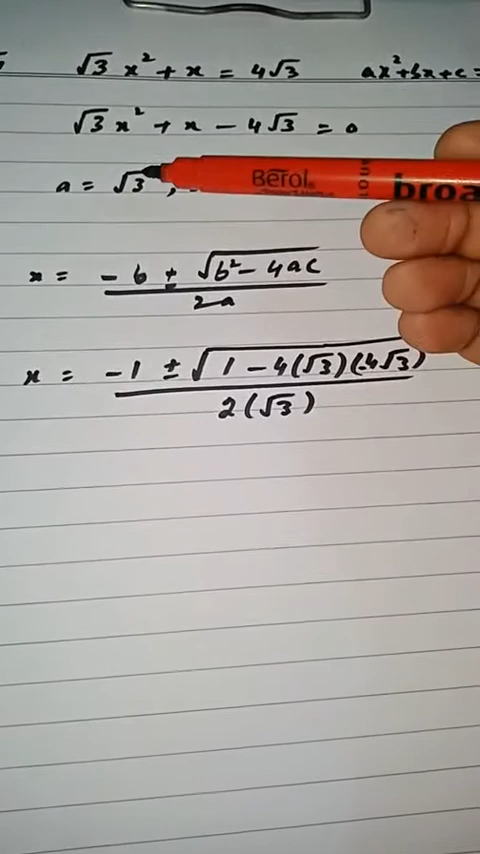 √3 x² + x = 4√3
ax² + bx + c =
√3 x² + x - 4√3 = 0
a = √3 ,
Berol
broa
x = -b ± √b² - 4ac / 2a
x = -1 ± √1 - 4(√3)(-4√3) / 2(√3)